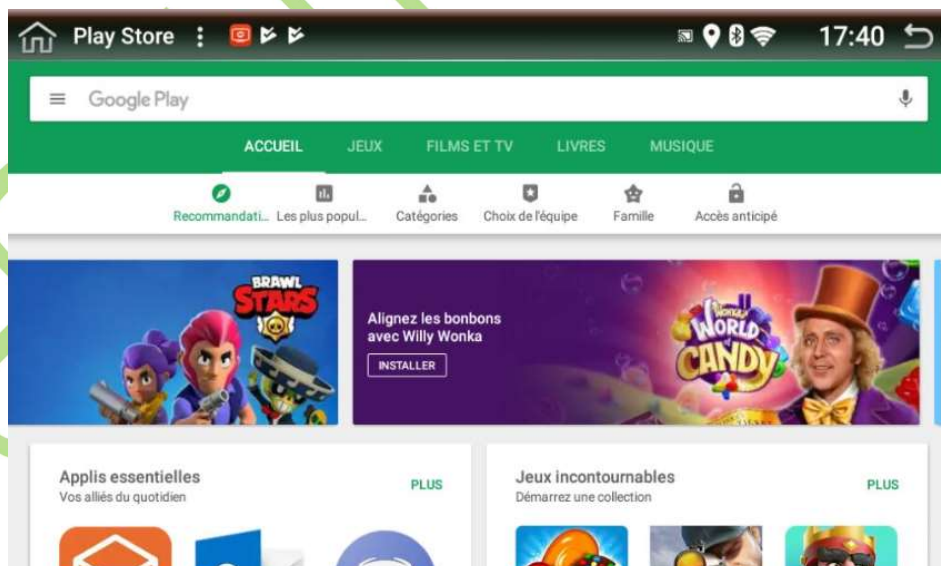 Play Store 17:40
Google Play
ACCUEIL JEUX FILMS ET TV LIVRES MUSIQUE
Recommandati... Les plus popul... Catégories Choix de l'équipe Famille Accès anticipé
BRAWL
STARS
Alignez les bonbons
avec Willy Wonka
INSTALLER
Wonka's
WORLD
of
CANDY
Applis essentielles
Vos alliés du quotidien
PLUS
Jeux incontournables
Démarrez une collection
PLUS